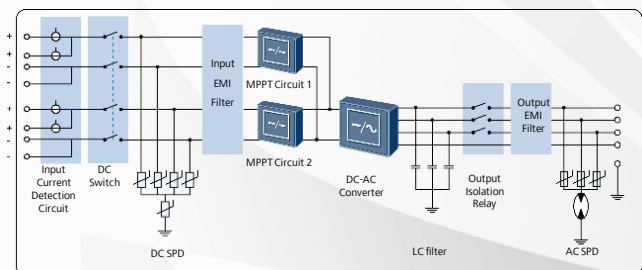 +
+
-
-
+
+
-
-
Input
Current
Detection
Circuit
DC
Switch
DC SPD
Input
EMI
Filter
MPPT Circuit 1
MPPT Circuit 2
DC-AC
Converter
LC filter
Output
Isolation
Relay
Output
EMI
Filter
AC SPD